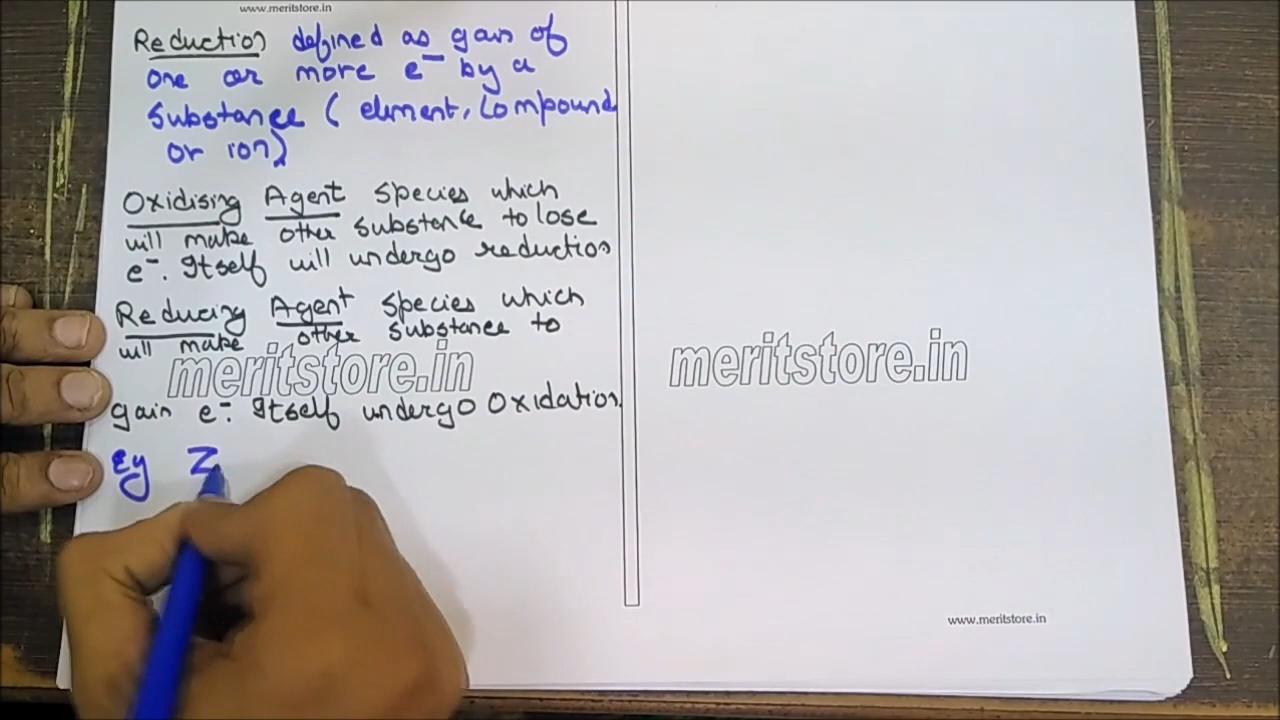 www.meritstore.in
Reduction defined as gain of
one or more e⁻ by a
substance ( element, compound
or ion)
Oxidising Agent species which
will make other substance to lose
e⁻. Itself will undergo reduction
Reducing Agent species which
will make other substance to
meritstore.in
gain e⁻. Itself undergo Oxidation.
Eg Z
meritstore.in
www.meritstore.in